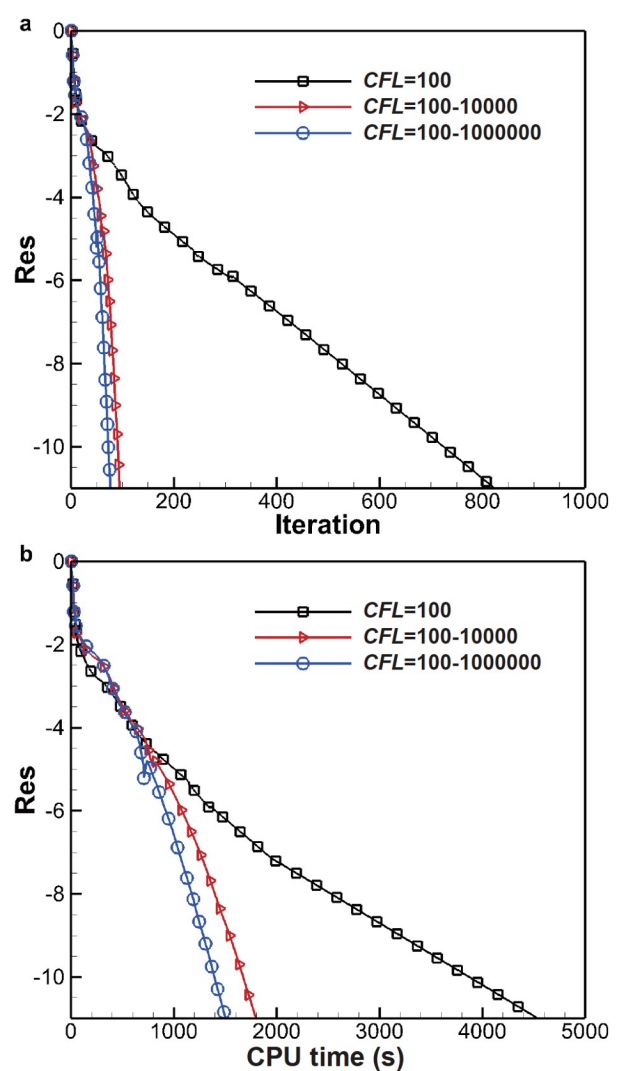 a
0
-2
-4
-6
-8
-10
Res
CFL=100
CFL=100-10000
CFL=100-1000000
0 200 400 600 800 1000
Iteration
b
0
-2
-4
-6
-8
-10
Res
CFL=100
CFL=100-10000
CFL=100-1000000
0 1000 2000 3000 4000 5000
CPU time (s)